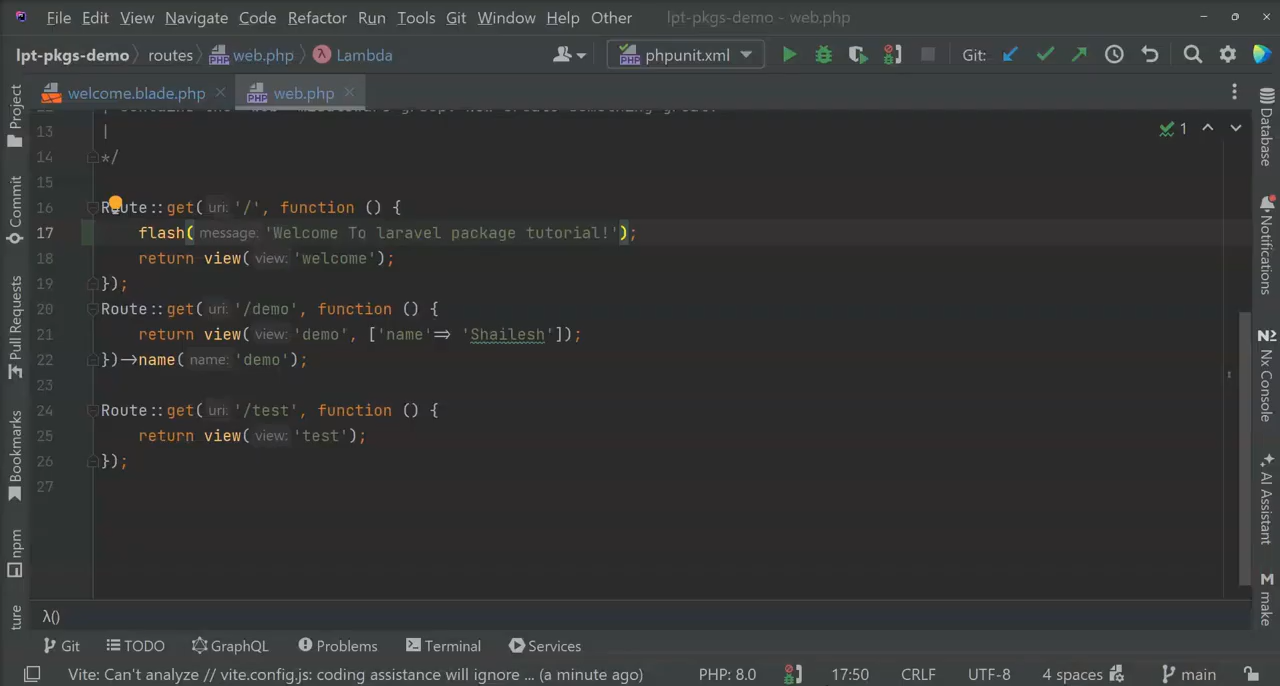 File Edit View Navigate Code Refactor Run Tools Git Window Help Other lpt-pkgs-demo - web.php
lpt-pkgs-demo routes web.php Lambda phpunit.xml Git:
welcome.blade.php web.php
13 |
14 */
15
16 Route::get( uri: '/', function () {
17 flash( message: 'Welcome To laravel package tutorial!');
18 return view( view: 'welcome');
19 });
20 Route::get( uri: '/demo', function () {
21 return view( view: 'demo', ['name'=> 'Shailesh']);
22 })->name( name: 'demo');
23
24 Route::get( uri: '/test', function () {
25 return view( view: 'test');
26 });
27
1
λ()
Project
Commit
Pull Requests
Bookmarks
npm
ture
Database
Notifications
Nx Console
AI Assistant
make
Git TODO GraphQL Problems Terminal Services
Vite: Can't analyze // vite.config.js: coding assistance will ignore ... (a minute ago) PHP: 8.0 17:50 CRLF UTF-8 4 spaces main